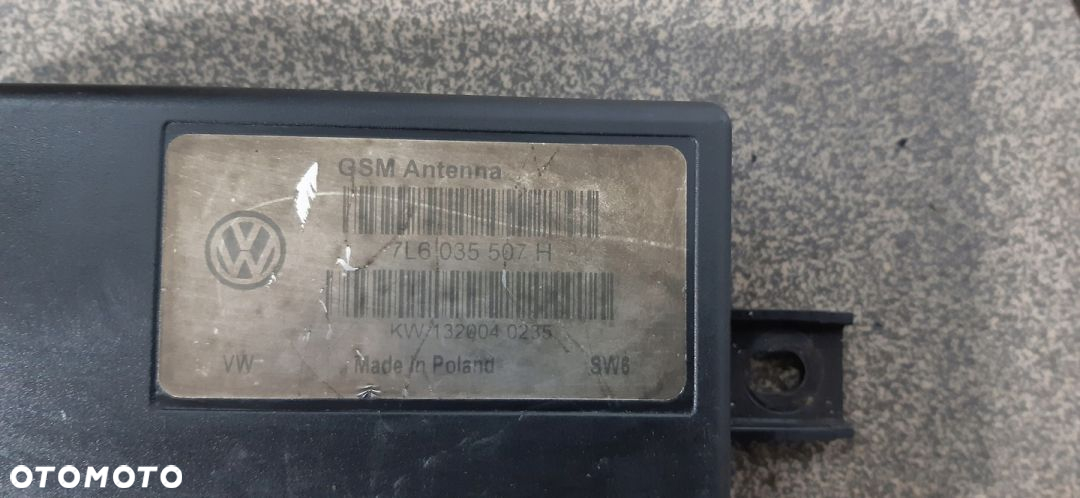 GSM Antenna
7L6 035 507 H
KW 132004 0235
VW Made in Poland SW6
OTOMOTO